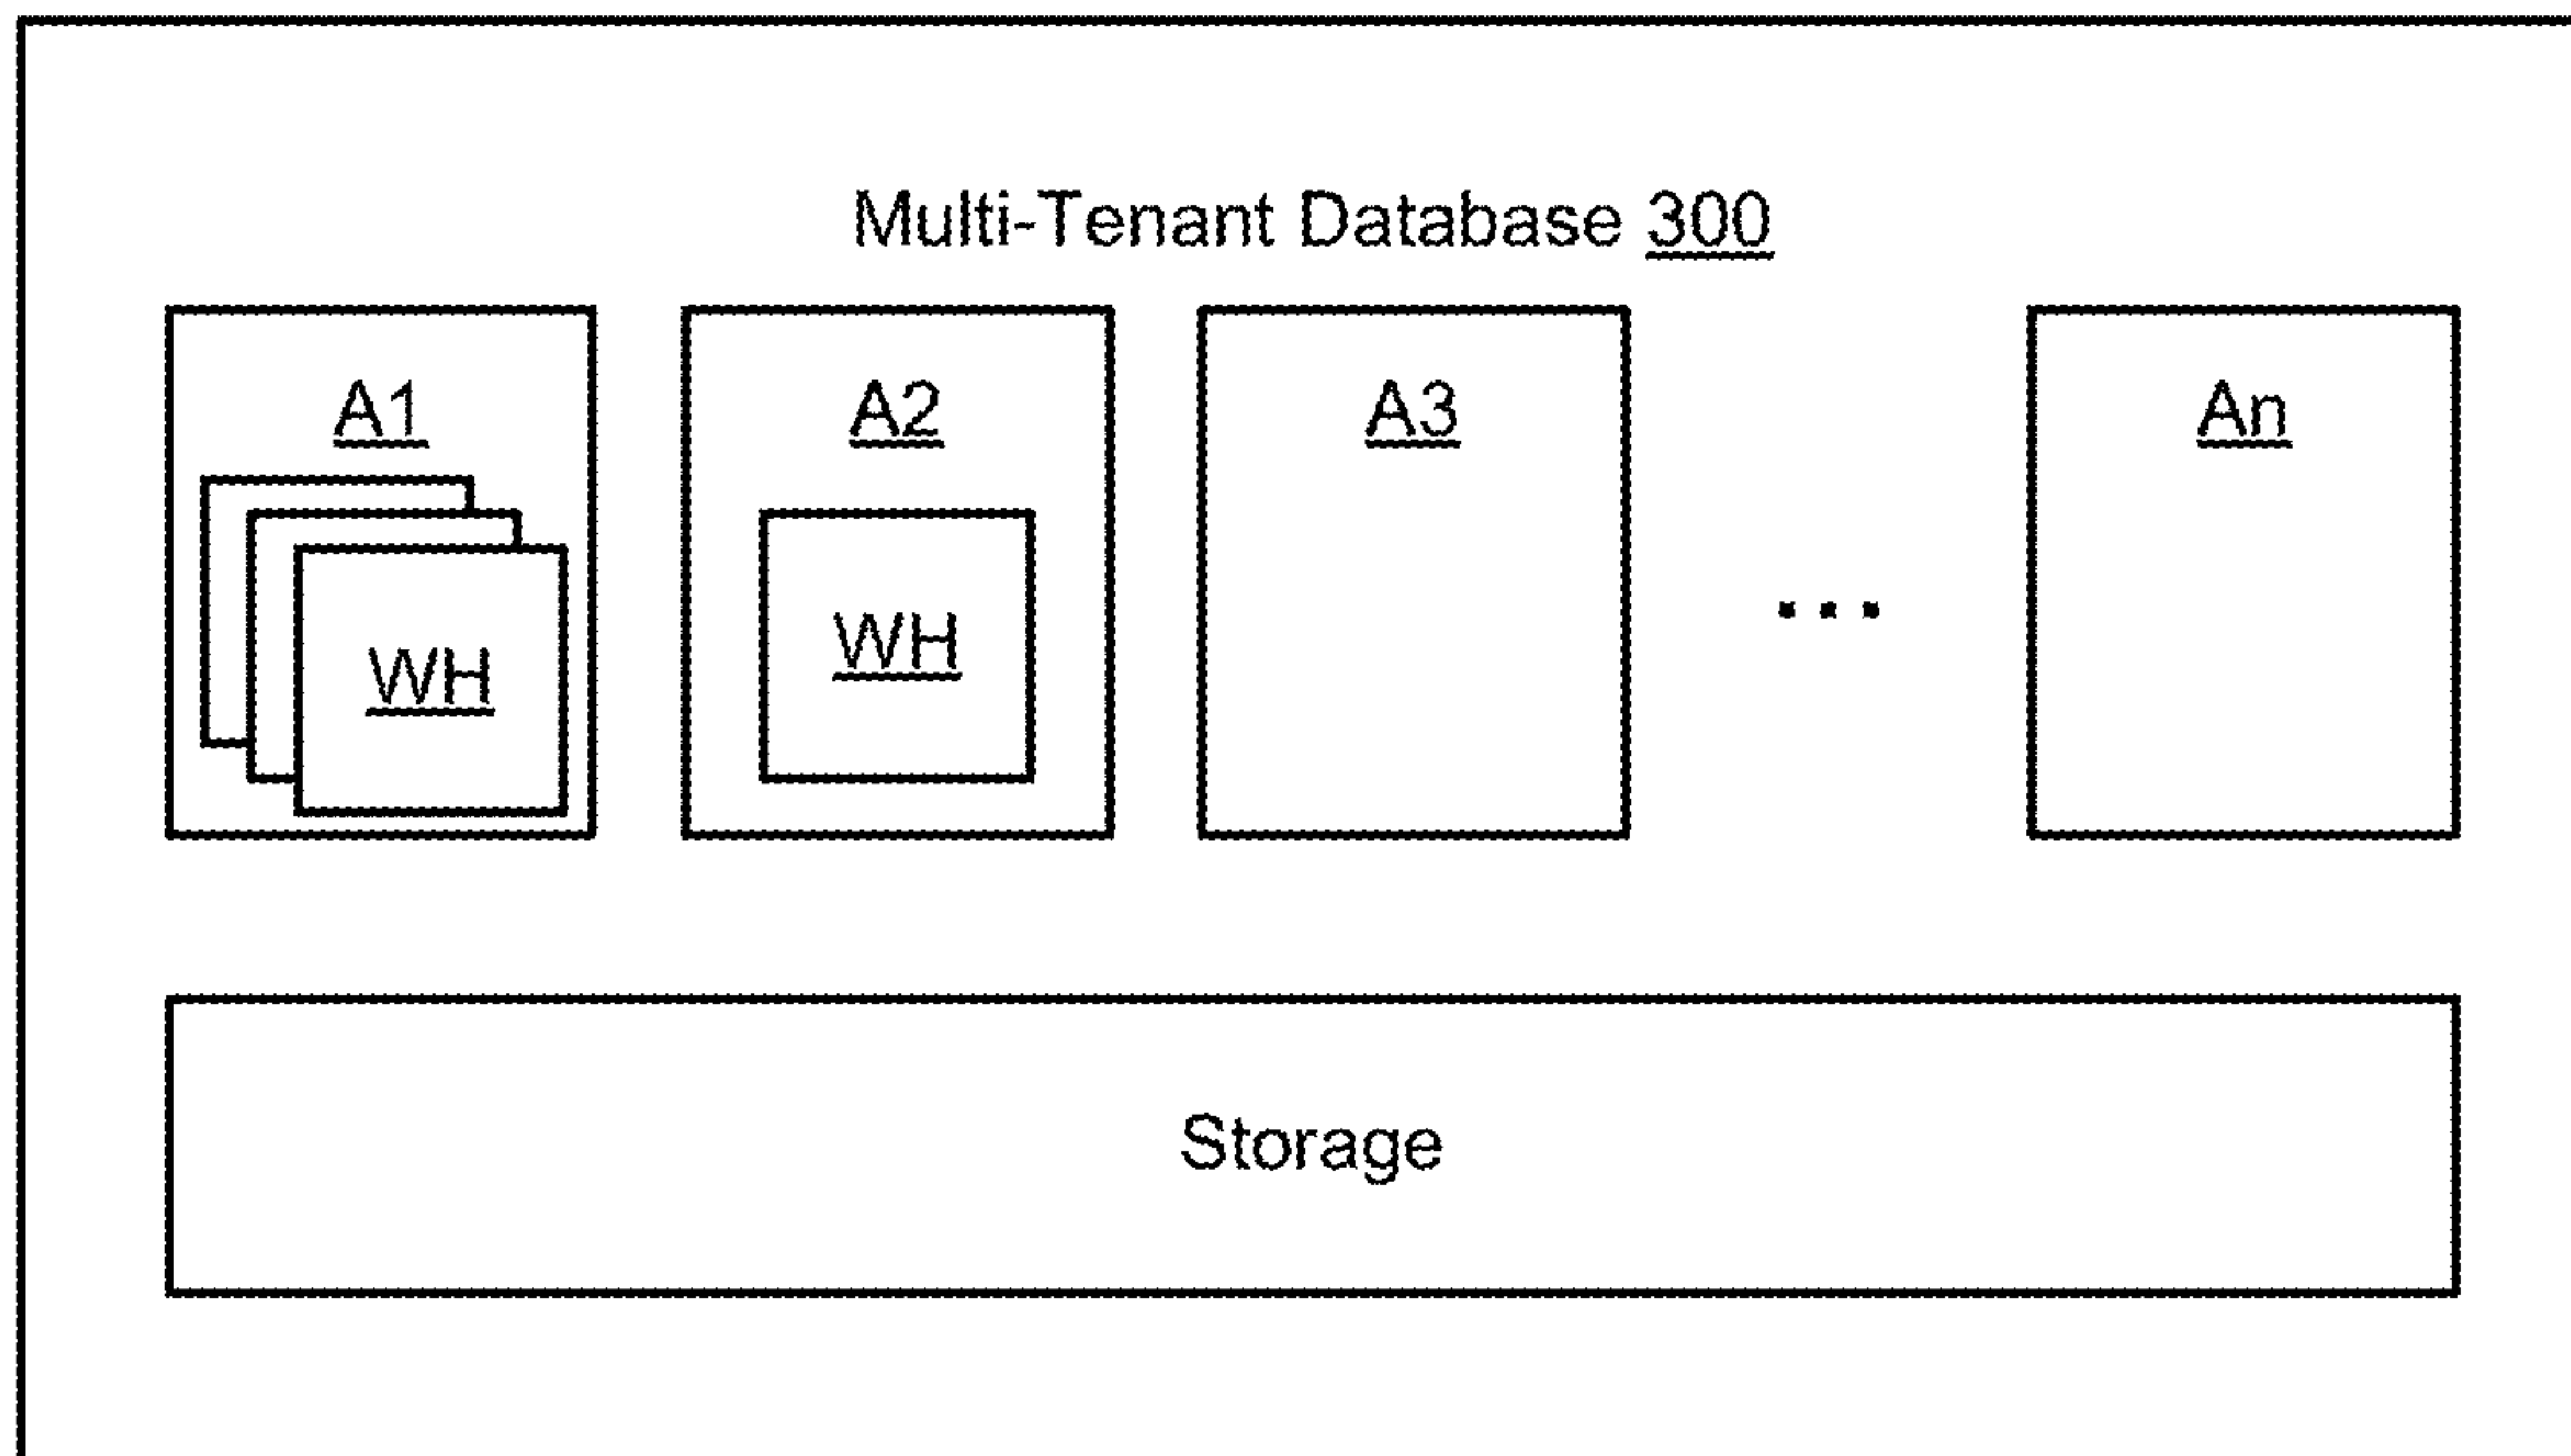 Multi-Tenant Database 300
A1 A2 A3 An
WH WH
...
Storage